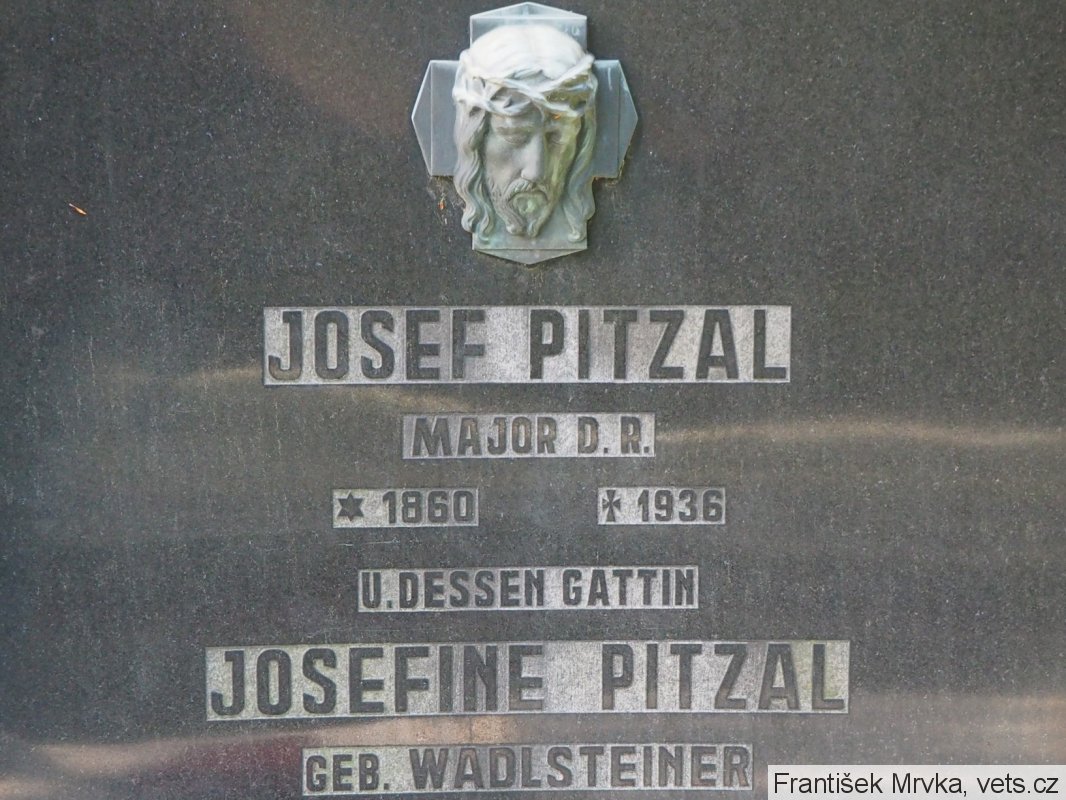 JOSEF PITZAL
MAJOR D. R.
✶ 1860 ✠ 1936
U. DESSEN GATTIN
JOSEFINE PITZAL
GEB. WADLSTEINER
František Mrvka, vets.cz